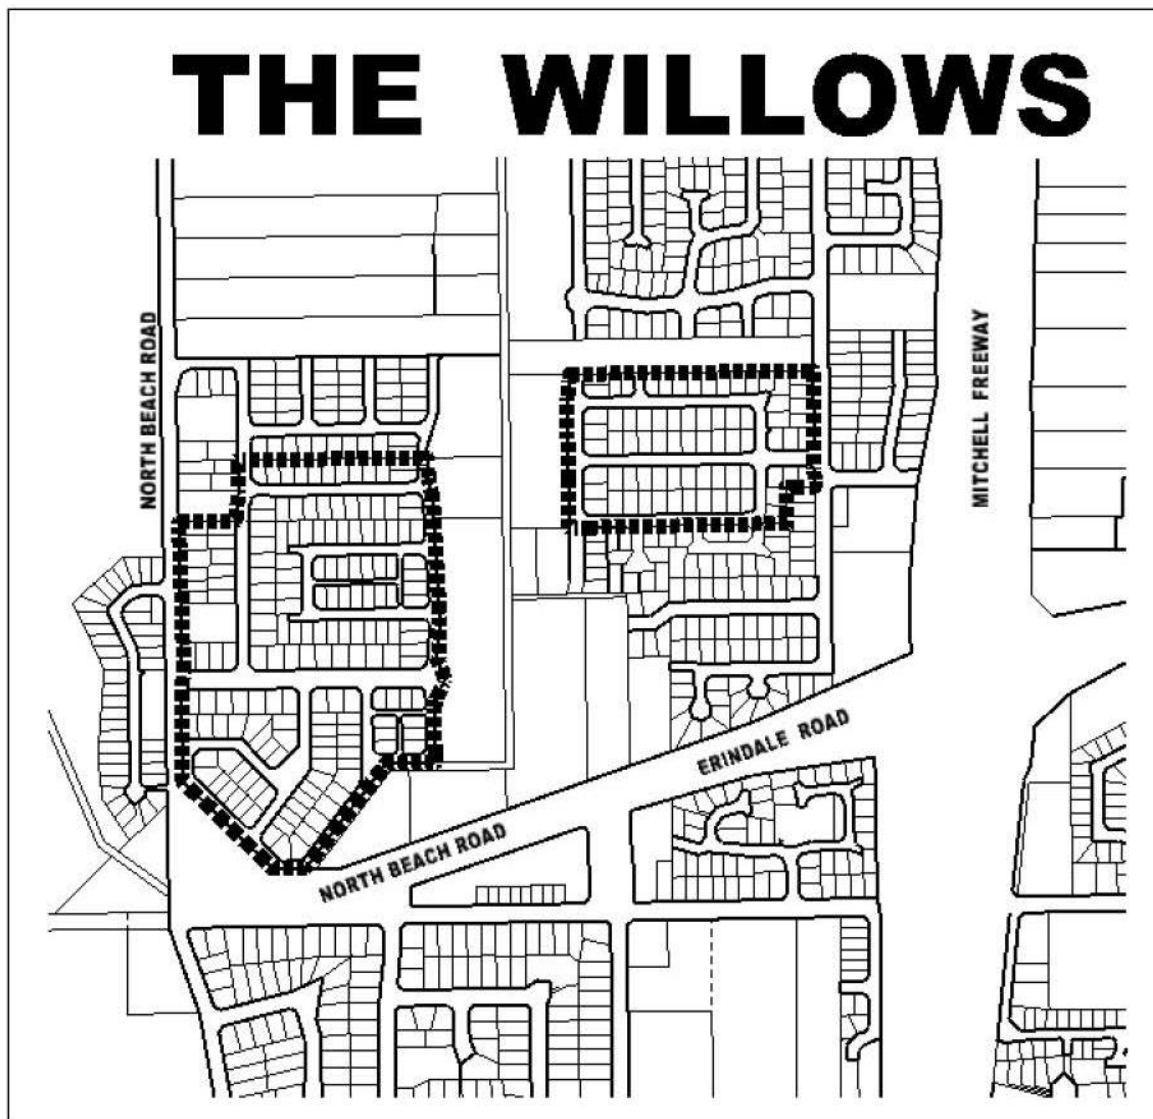 THE WILLOWS
NORTH BEACH ROAD
MITCHELL FREEWAY
ERINDALE ROAD
NORTH BEACH ROAD